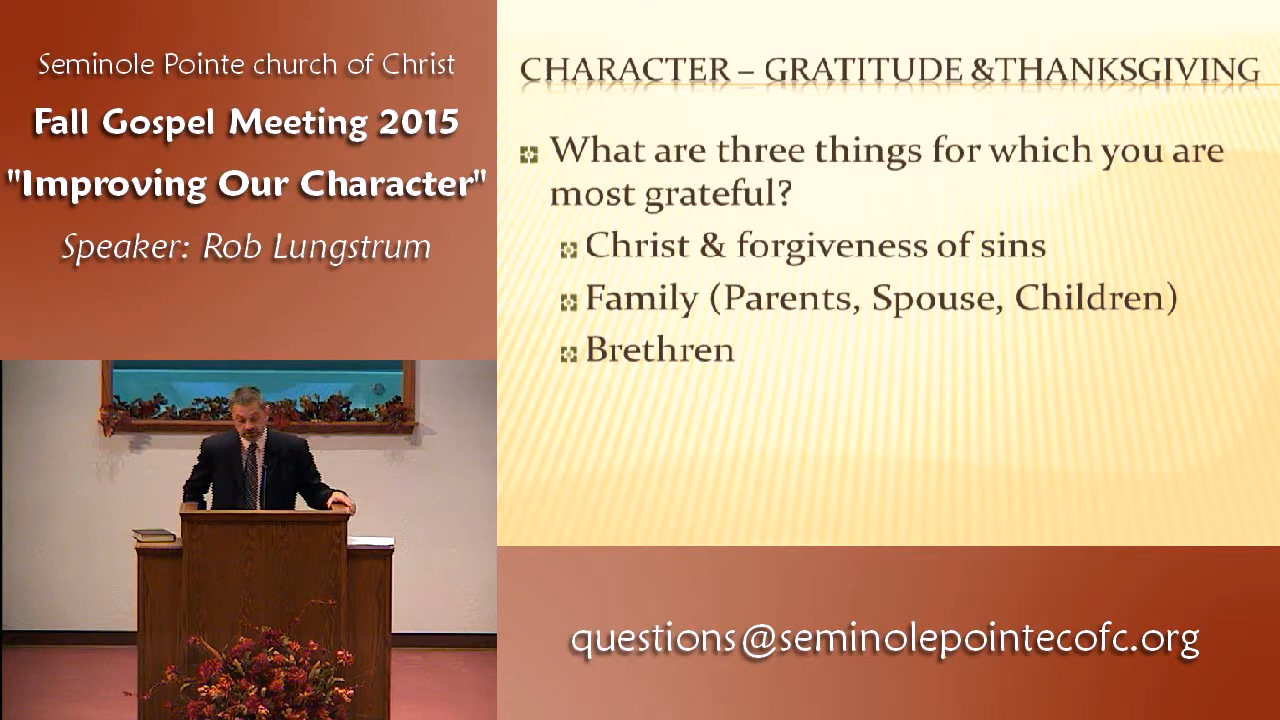 Seminole Pointe church of Christ
Fall Gospel Meeting 2015
"Improving Our Character"
Speaker: Rob Lungstrum
CHARACTER – GRATITUDE &THANKSGIVING
What are three things for which you are
most grateful?
Christ & forgiveness of sins
Family (Parents, Spouse, Children)
Brethren
questions@seminolepointecofc.org